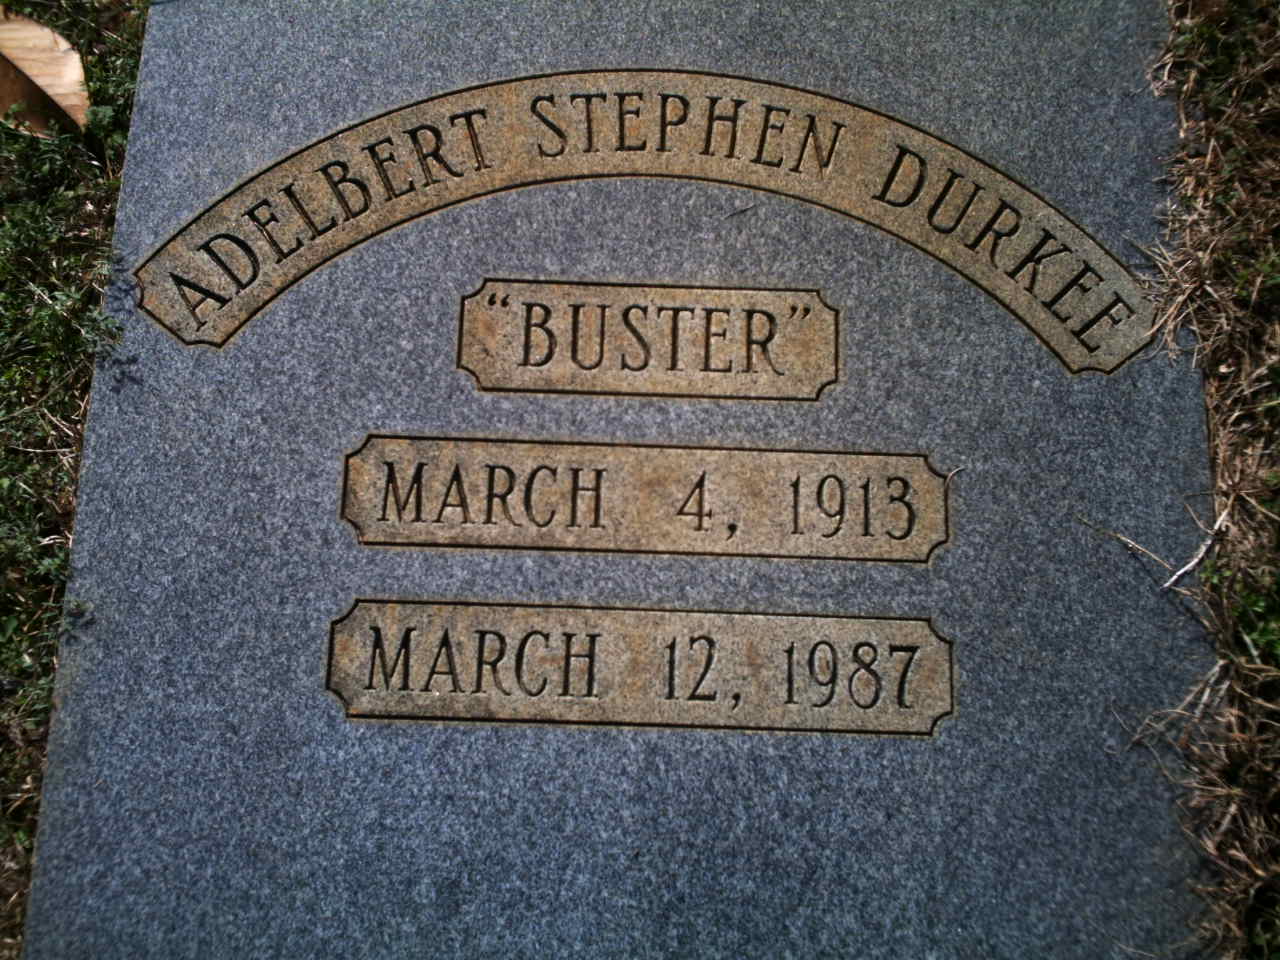 ADELBERT STEPHEN DURKEE
“BUSTER”
MARCH 4, 1913
MARCH 12, 1987